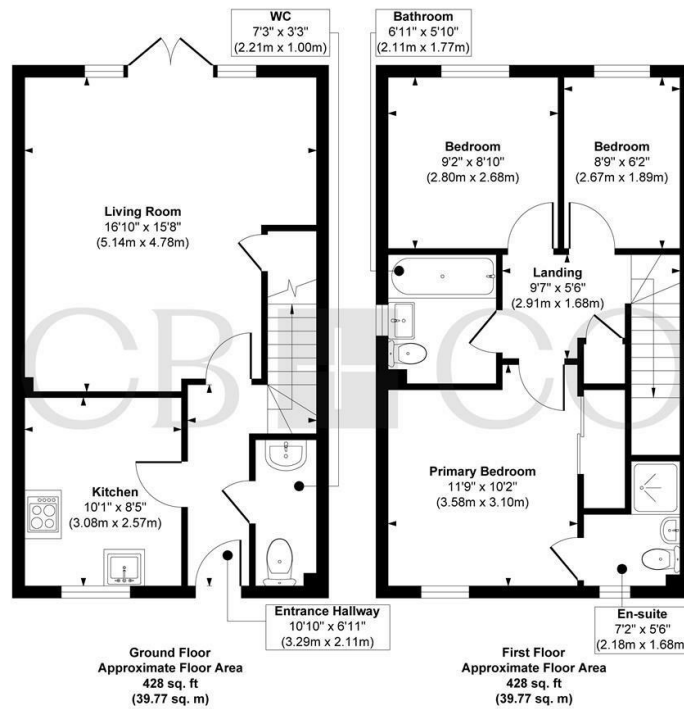 WC
7'3" x 3'3"
(2.21m x 1.00m)
Bathroom
6'11" x 5'10"
(2.11m x 1.77m)
Living Room
16'10" x 15'8"
(5.14m x 4.78m)
Bedroom
9'2" x 8'10"
(2.80m x 2.68m)
Bedroom
8'9" x 6'2"
(2.67m x 1.89m)
Landing
9'7" x 5'6"
(2.91m x 1.68m)
CB CO
Kitchen
10'1" x 8'5"
(3.08m x 2.57m)
Primary Bedroom
11'9" x 10'2"
(3.58m x 3.10m)
Entrance Hallway
10'10" x 6'11"
(3.29m x 2.11m)
En-suite
7'2" x 5'6"
(2.18m x 1.68m)
Ground Floor
Approximate Floor Area
428 sq. ft
(39.77 sq. m)
First Floor
Approximate Floor Area
428 sq. ft
(39.77 sq. m)